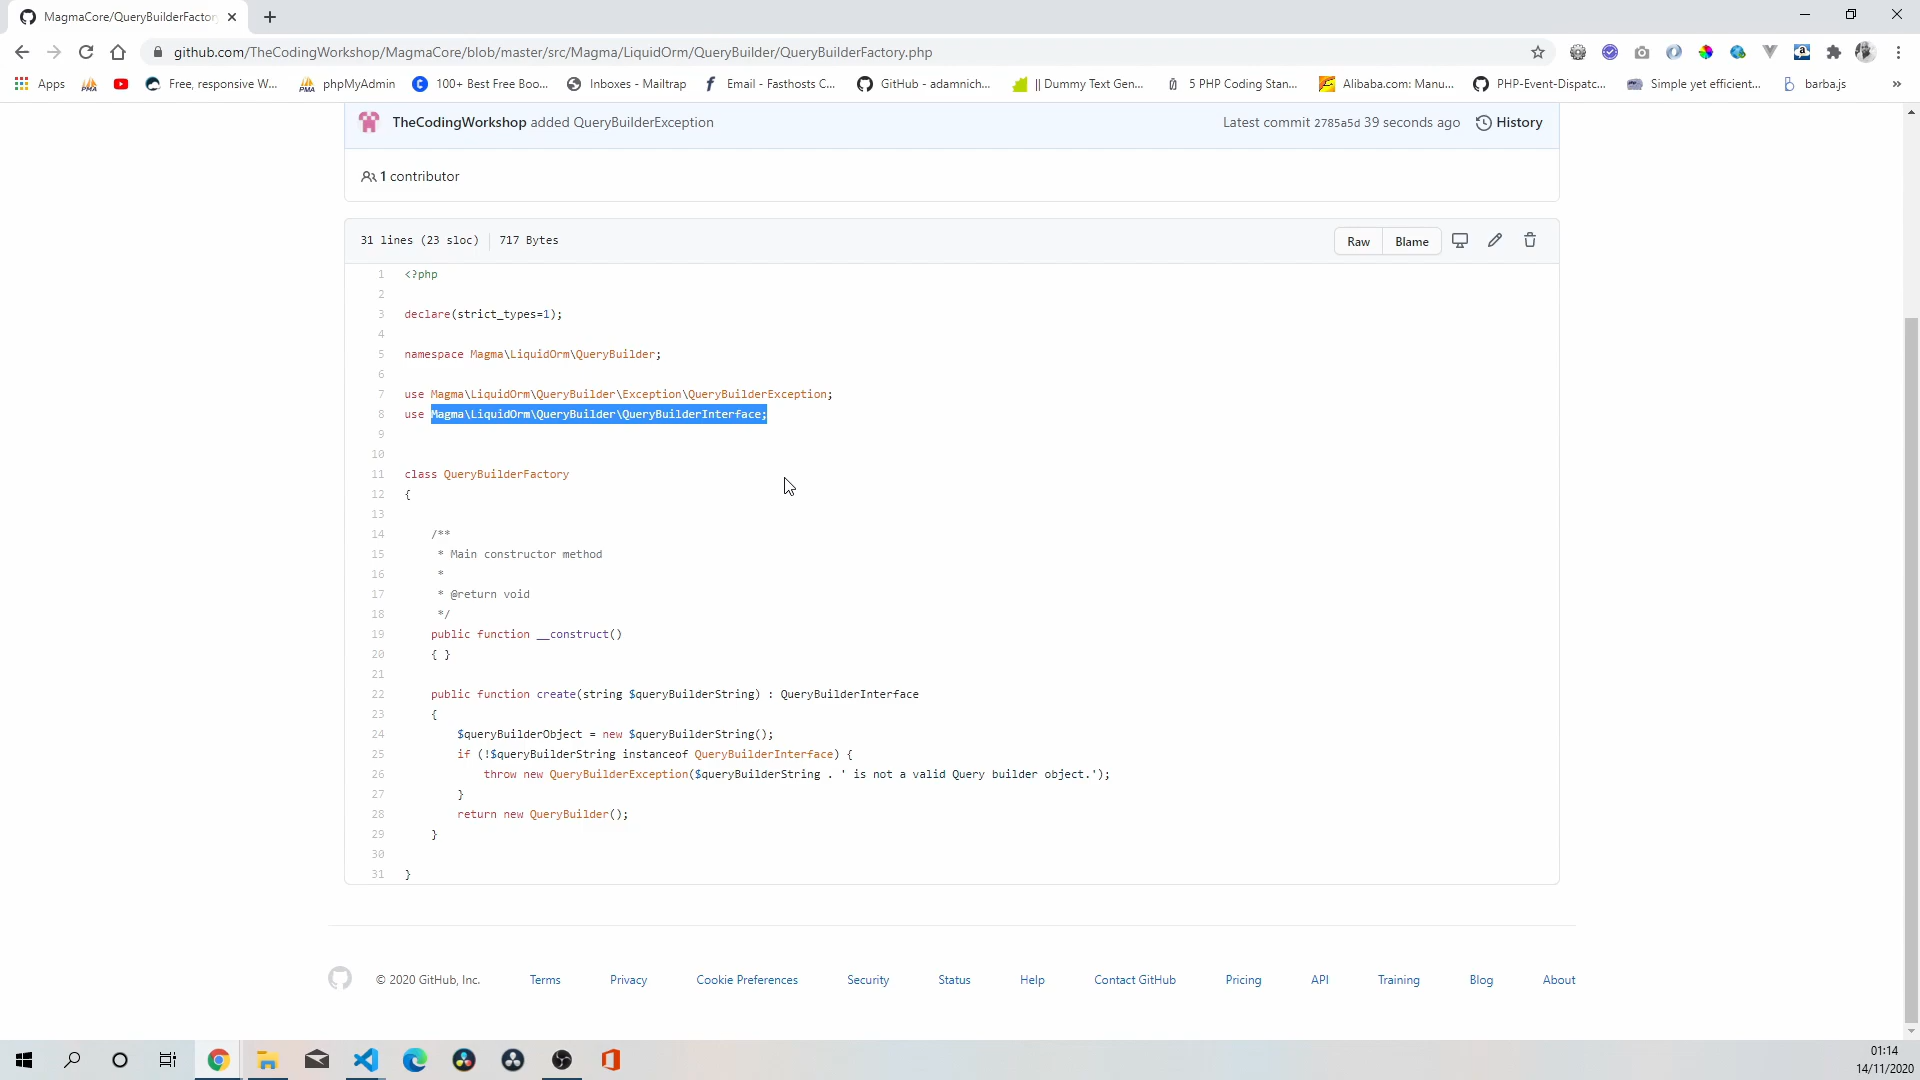 MagmaCore/QueryBuilderFactor
github.com/TheCodingWorkshop/MagmaCore/blob/master/src/Magma/LiquidOrm/QueryBuilder/QueryBuilderFactory.php
Apps
PMA
Free, responsive W...
PMA
phpMyAdmin
100+ Best Free Boo...
Inboxes - Mailtrap
Email - Fasthosts C...
GitHub - adamnich...
|| Dummy Text Gen...
5 PHP Coding Stan...
Alibaba.com: Manu...
PHP-Event-Dispatc...
Simple yet efficient...
barba.js
»
TheCodingWorkshop added QueryBuilderException
Latest commit 2785a5d 39 seconds ago
History
1 contributor
31 lines (23 sloc)
717 Bytes
Raw
Blame
1 <?php
2
3 declare(strict_types=1);
4
5 namespace Magma\LiquidOrm\QueryBuilder;
6
7 use Magma\LiquidOrm\QueryBuilder\Exception\QueryBuilderException;
8 use Magma\LiquidOrm\QueryBuilder\QueryBuilderInterface;
9
10
11 class QueryBuilderFactory
12 {
13
14 /**
15 * Main constructor method
16 *
17 * @return void
18 */
19 public function __construct()
20 { }
21
22 public function create(string $queryBuilderString) : QueryBuilderInterface
23 {
24 $queryBuilderObject = new $queryBuilderString();
25 if (!$queryBuilderString instanceof QueryBuilderInterface) {
26 throw new QueryBuilderException($queryBuilderString . ' is not a valid Query builder object.');
27 }
28 return new QueryBuilder();
29 }
30
31 }
© 2020 GitHub, Inc.
Terms
Privacy
Cookie Preferences
Security
Status
Help
Contact GitHub
Pricing
API
Training
Blog
About
01:14
14/11/2020